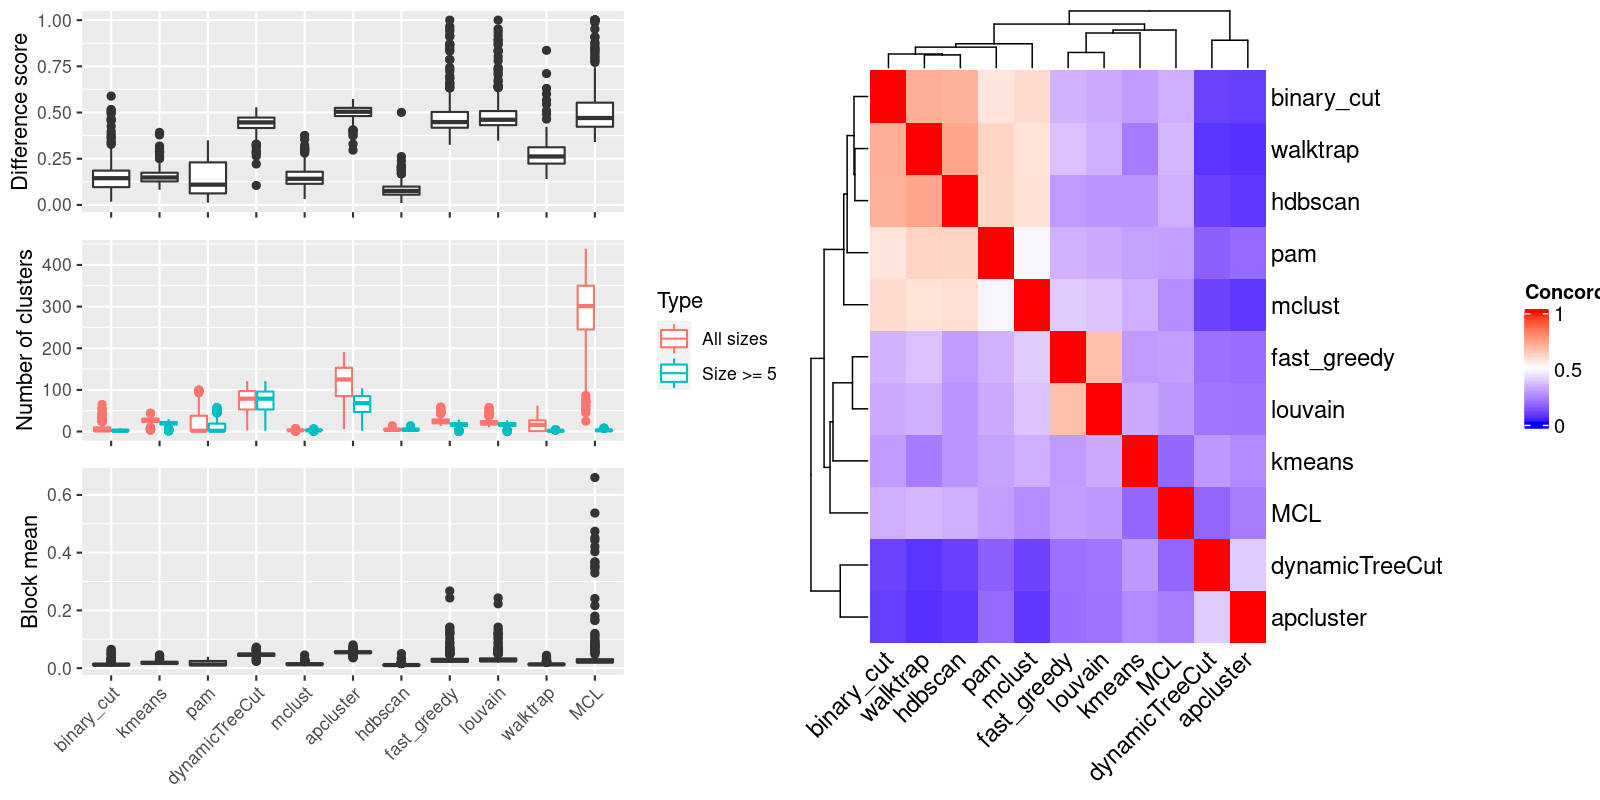 Difference score
1.00
0.75
0.50
0.25
0.00
Number of clusters
400
300
200
100
0
Block mean
0.6
0.4
0.2
0.0
binary_cut
kmeans
pam
dynamicTreeCut
mclust
apcluster
hdbscan
fast_greedy
louvain
walktrap
MCL
Type
All sizes
Size >= 5
binary_cut
walktrap
hdbscan
pam
mclust
fast_greedy
louvain
kmeans
MCL
dynamicTreeCut
apcluster
binary_cut
walktrap
hdbscan
pam
mclust
fast_greedy
louvain
kmeans
MCL
dynamicTreeCut
apcluster
Concor
1
0.5
0